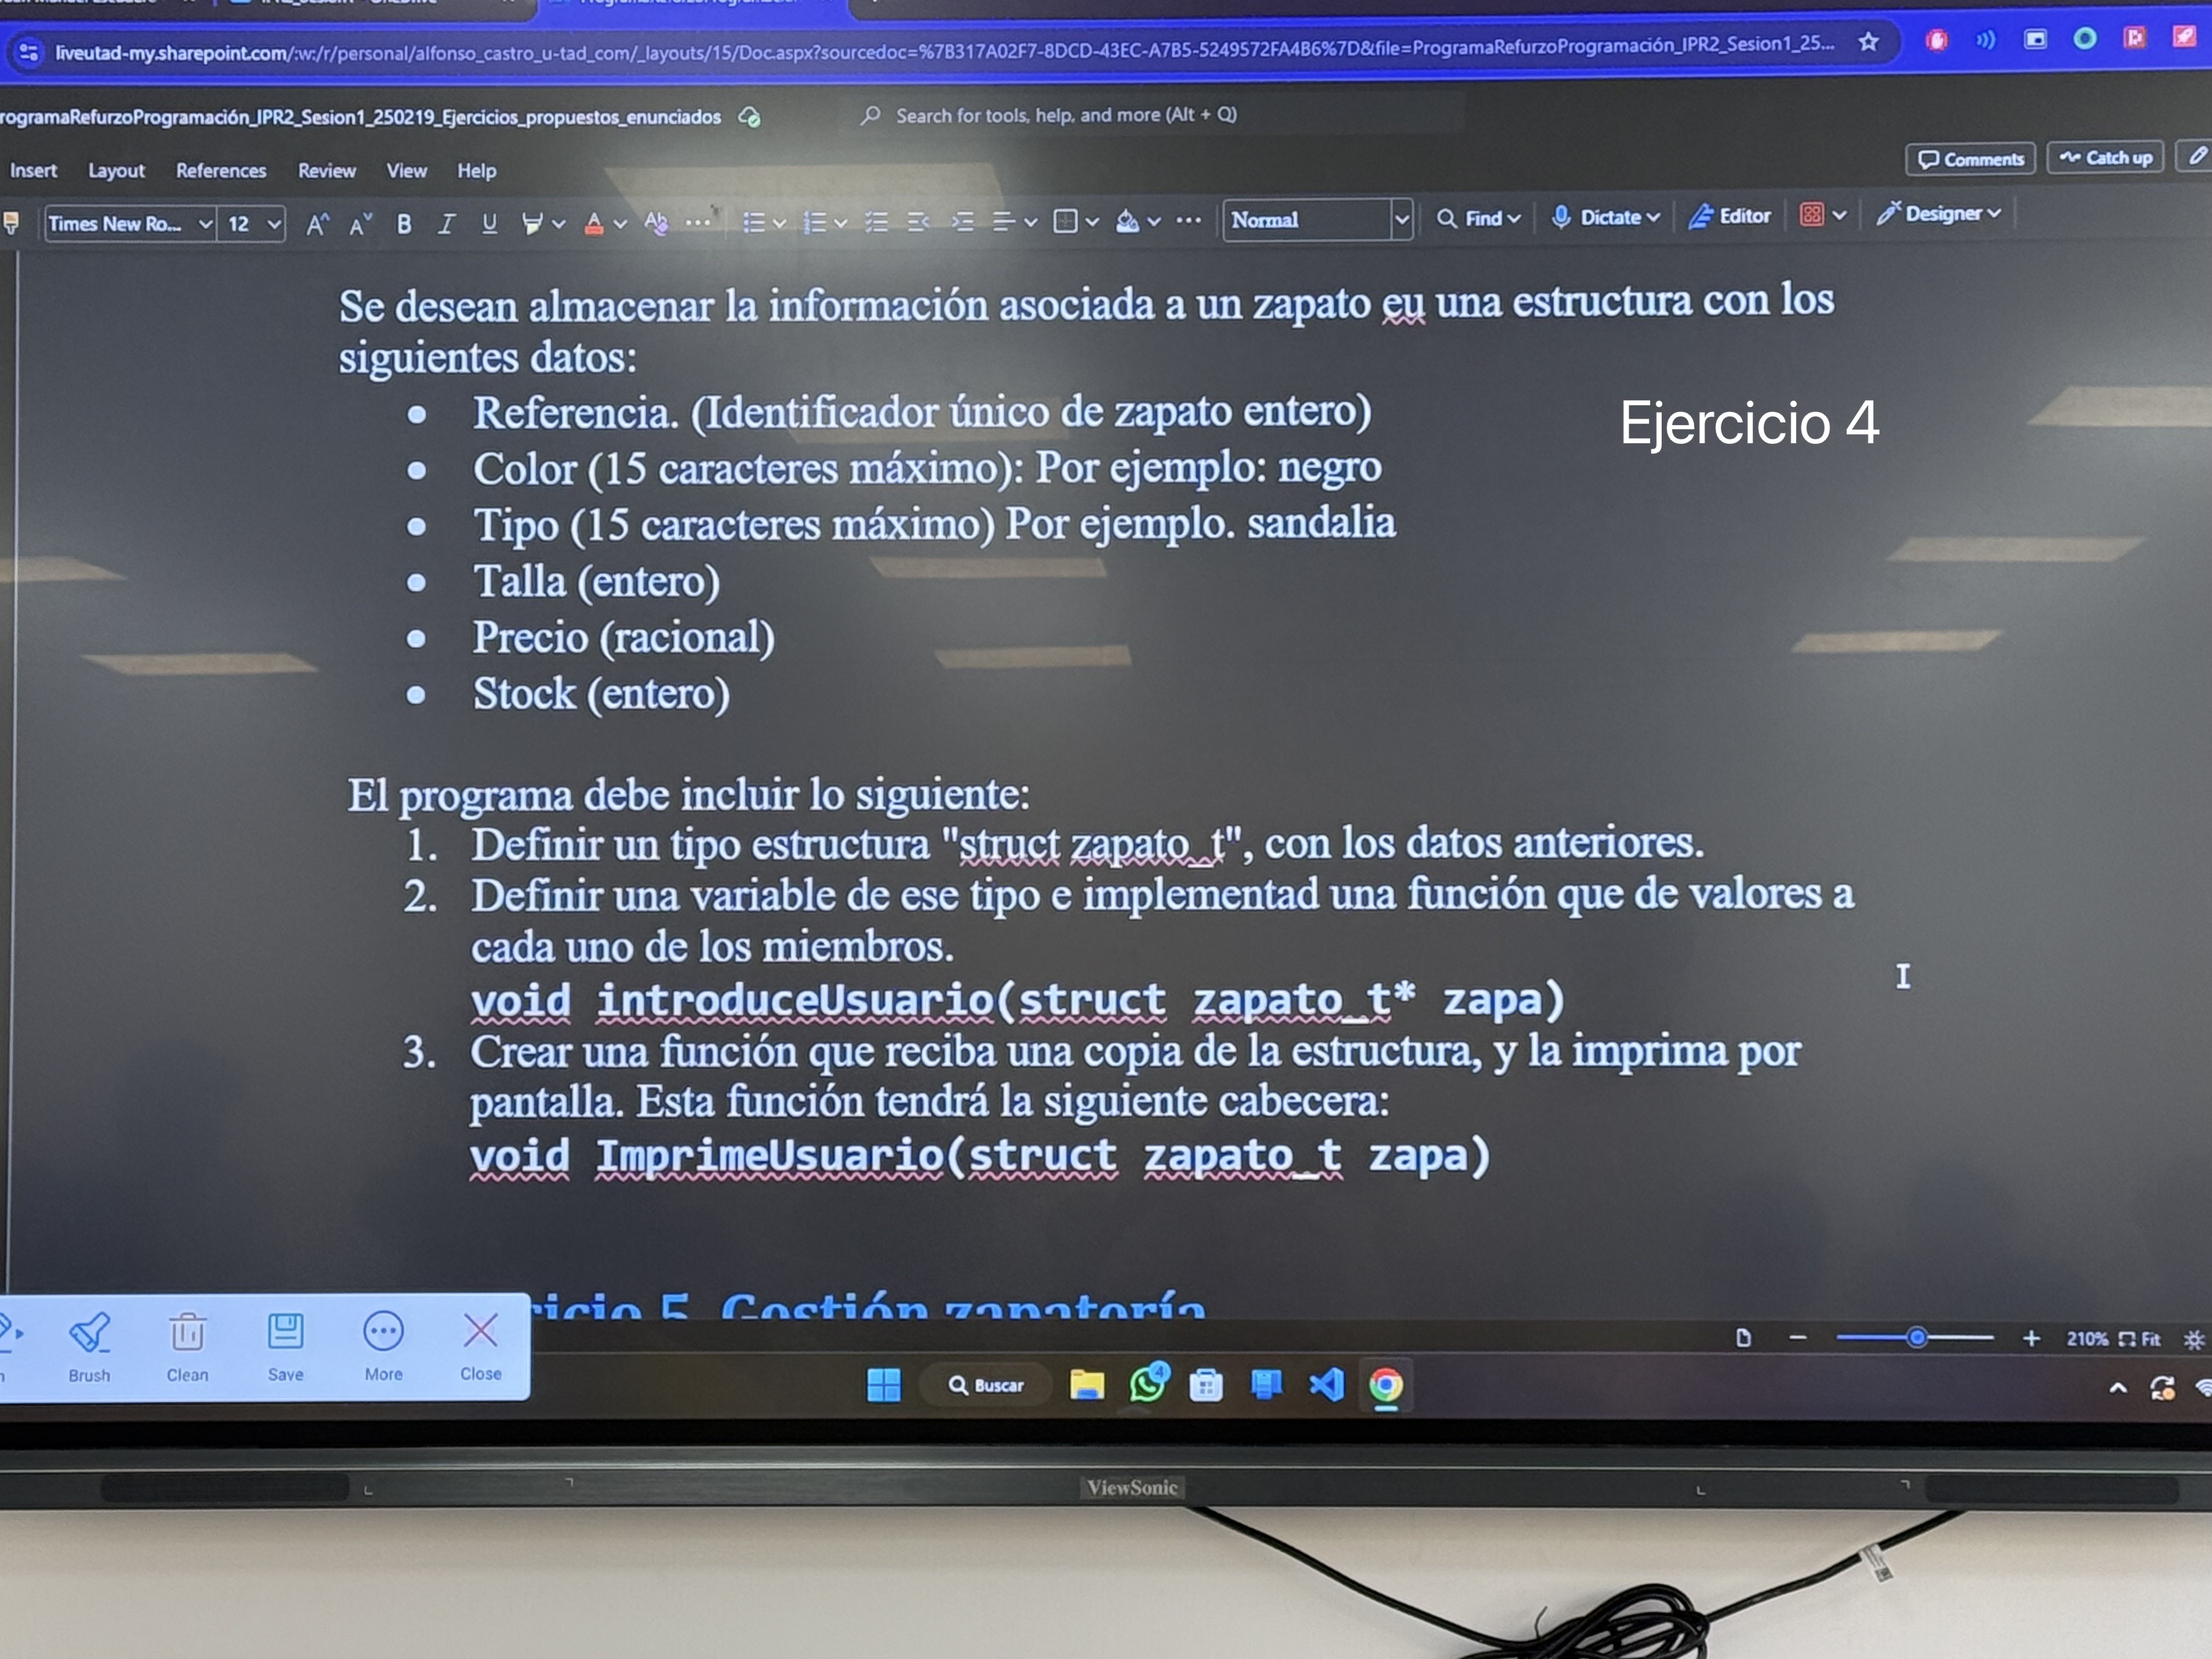 liveutad-my.sharepoint.com/:w:/r/personal/alfonso_castro_u-tad_com/_layouts/15/Doc.aspx?sourcedoc=%7B317A02F7-8DCD-43EC-A7B5-5249572FA4B6%7D&file=ProgramaRefurzoProgramación_IPR2_Sesion1_25...
rogramaRefurzoProgramación_IPR2_Sesion1_250219_Ejercicios_propuestos_enunciados
Search for tools, help, and more (Alt + Q)
Insert Layout References Review View Help
Comments Catch up
Times New Ro... 12 B I U A Normal Find Dictate Editor Designer
Se desean almacenar la información asociada a un zapato eu una estructura con los
siguientes datos:
• Referencia. (Identificador único de zapato entero)
Ejercicio 4
• Color (15 caracteres máximo): Por ejemplo: negro
• Tipo (15 caracteres máximo) Por ejemplo. sandalia
• Talla (entero)
• Precio (racional)
• Stock (entero)
El programa debe incluir lo siguiente:
1. Definir un tipo estructura "struct zapato_t", con los datos anteriores.
2. Definir una variable de ese tipo e implementad una función que de valores a
cada uno de los miembros.
void introduceUsuario(struct zapato_t* zapa)
3. Crear una función que reciba una copia de la estructura, y la imprima por
pantalla. Esta función tendrá la siguiente cabecera:
void ImprimeUsuario(struct zapato_t zapa)
ricio 5. Gestión zapatería
Brush Clean Save More Close
210% Fit
Buscar
4
ViewSonic